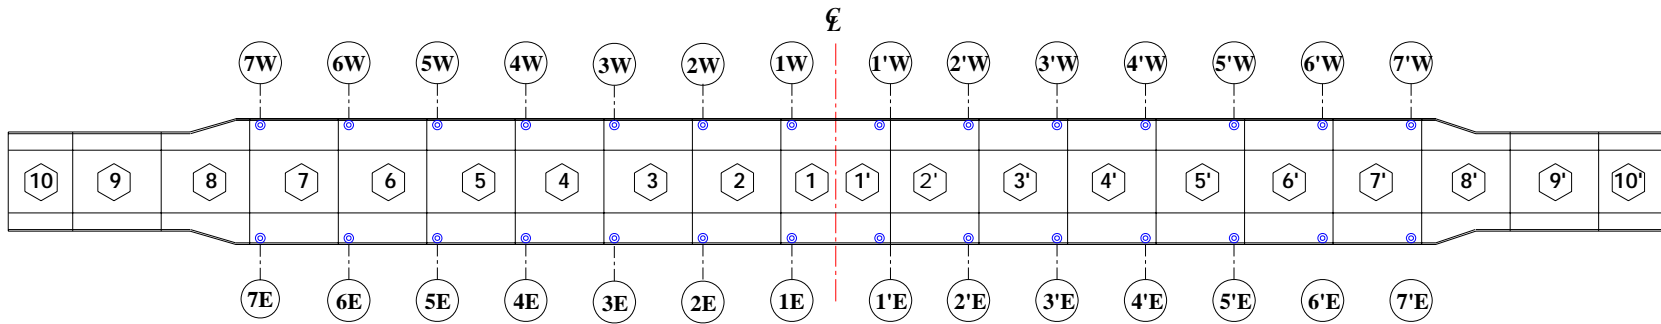 ℄
7W 6W 5W 4W 3W 2W 1W 1'W 2'W 3'W 4'W 5'W 6'W 7'W
10 9 8 7 6 5 4 3 2 1 1' 2' 3' 4' 5' 6' 7' 8' 9' 10'
7E 6E 5E 4E 3E 2E 1E 1'E 2'E 3'E 4'E 5'E 6'E 7'E